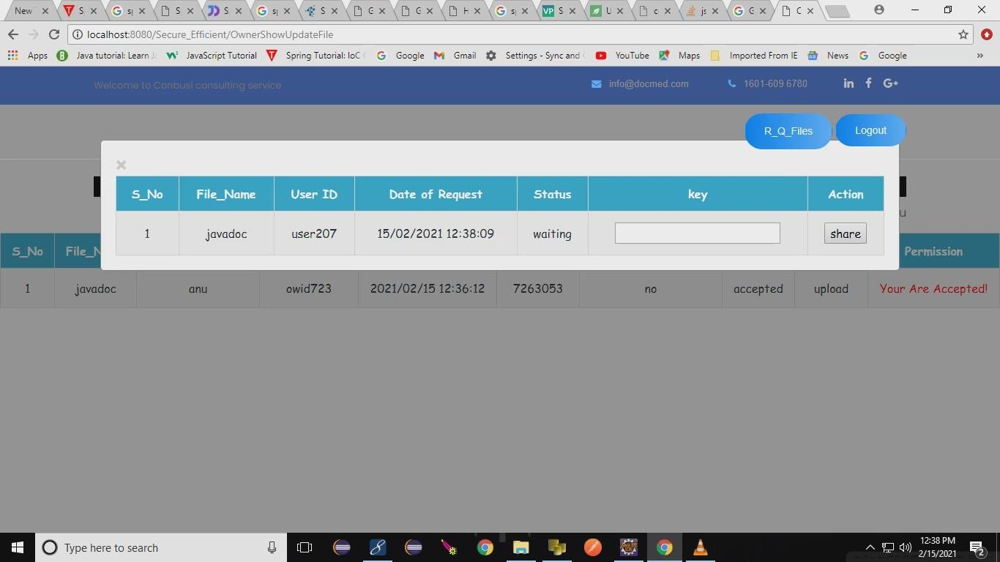 New
localhost:8080/Secure_Efficient/OwnerShowUpdateFile
Apps Java tutorial: Learn JavaScript Tutorial Spring Tutorial: IoC Google Gmail Settings - Sync and YouTube Maps Imported From IE News Google »
Welcome to Conbusi consulting service info@docmed.com 1601-609 6780 in f G+
R_Q_Files Logout
×
S_No File_Name User ID Date of Request Status key Action
1 javadoc user207 15/02/2021 12:38:09 waiting share
S_No File_N Permission
1 javadoc anu owid723 2021/02/15 12:36:12 7263053 no accepted upload Your Are Accepted!
Type here to search
12:38 PM
2/15/2021
2